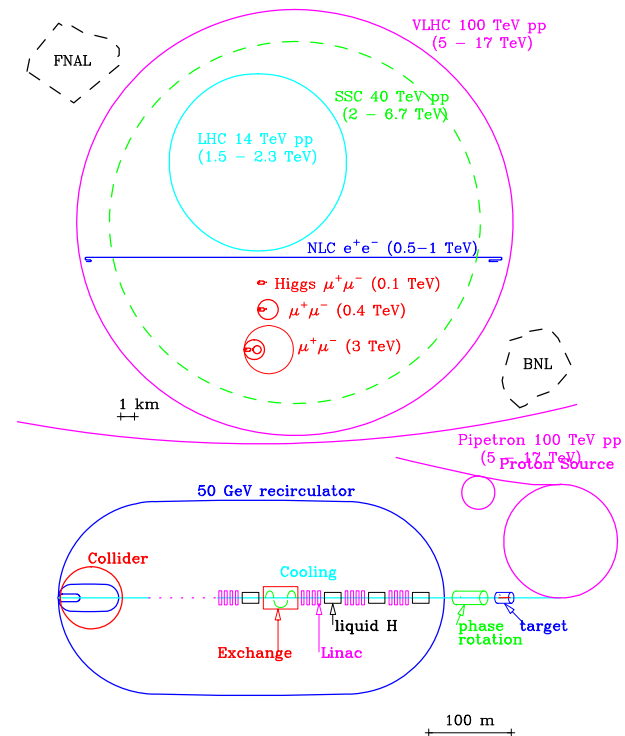 VLHC 100 TeV pp
(5 − 17 TeV)
FNAL
SSC 40 TeV pp
(2 − 6.7 TeV)
LHC 14 TeV pp
(1.5 − 2.3 TeV)
NLC e⁺e⁻ (0.5−1 TeV)
Higgs μ⁺μ⁻ (0.1 TeV)
μ⁺μ⁻ (0.4 TeV)
μ⁺μ⁻ (3 TeV)
BNL
1 km
Pipetron 100 TeV pp
(5 − 17 TeV)
Proton Source
50 GeV recirculator
Collider
Cooling
liquid H
phase
rotation
target
Exchange
Linac
100 m